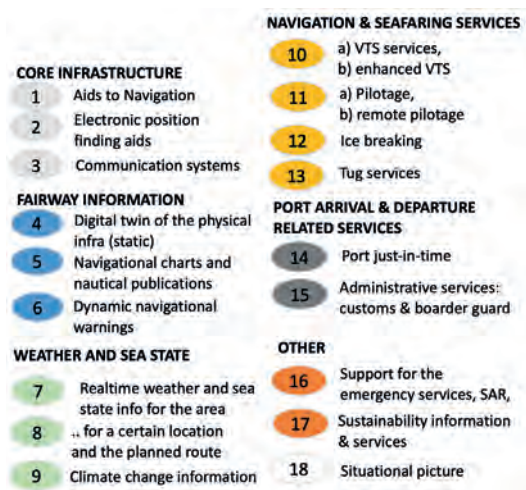 CORE INFRASTRUCTURE
1 Aids to Navigation
2 Electronic position
finding aids
3 Communication systems
FAIRWAY INFORMATION
4 Digital twin of the physical
infra (static)
5 Navigational charts and
nautical publications
6 Dynamic navigational
warnings
WEATHER AND SEA STATE
7 Realtime weather and sea
state info for the area
8 .. for a certain location
and the planned route
9 Climate change information
NAVIGATION & SEAFARING SERVICES
10 a) VTS services,
b) enhanced VTS
11 a) Pilotage,
b) remote pilotage
12 Ice breaking
13 Tug services
PORT ARRIVAL & DEPARTURE
RELATED SERVICES
14 Port just-in-time
15 Administrative services:
customs & boarder guard
OTHER
16 Support for the
emergency services, SAR,
17 Sustainability information
& services
18 Situational picture